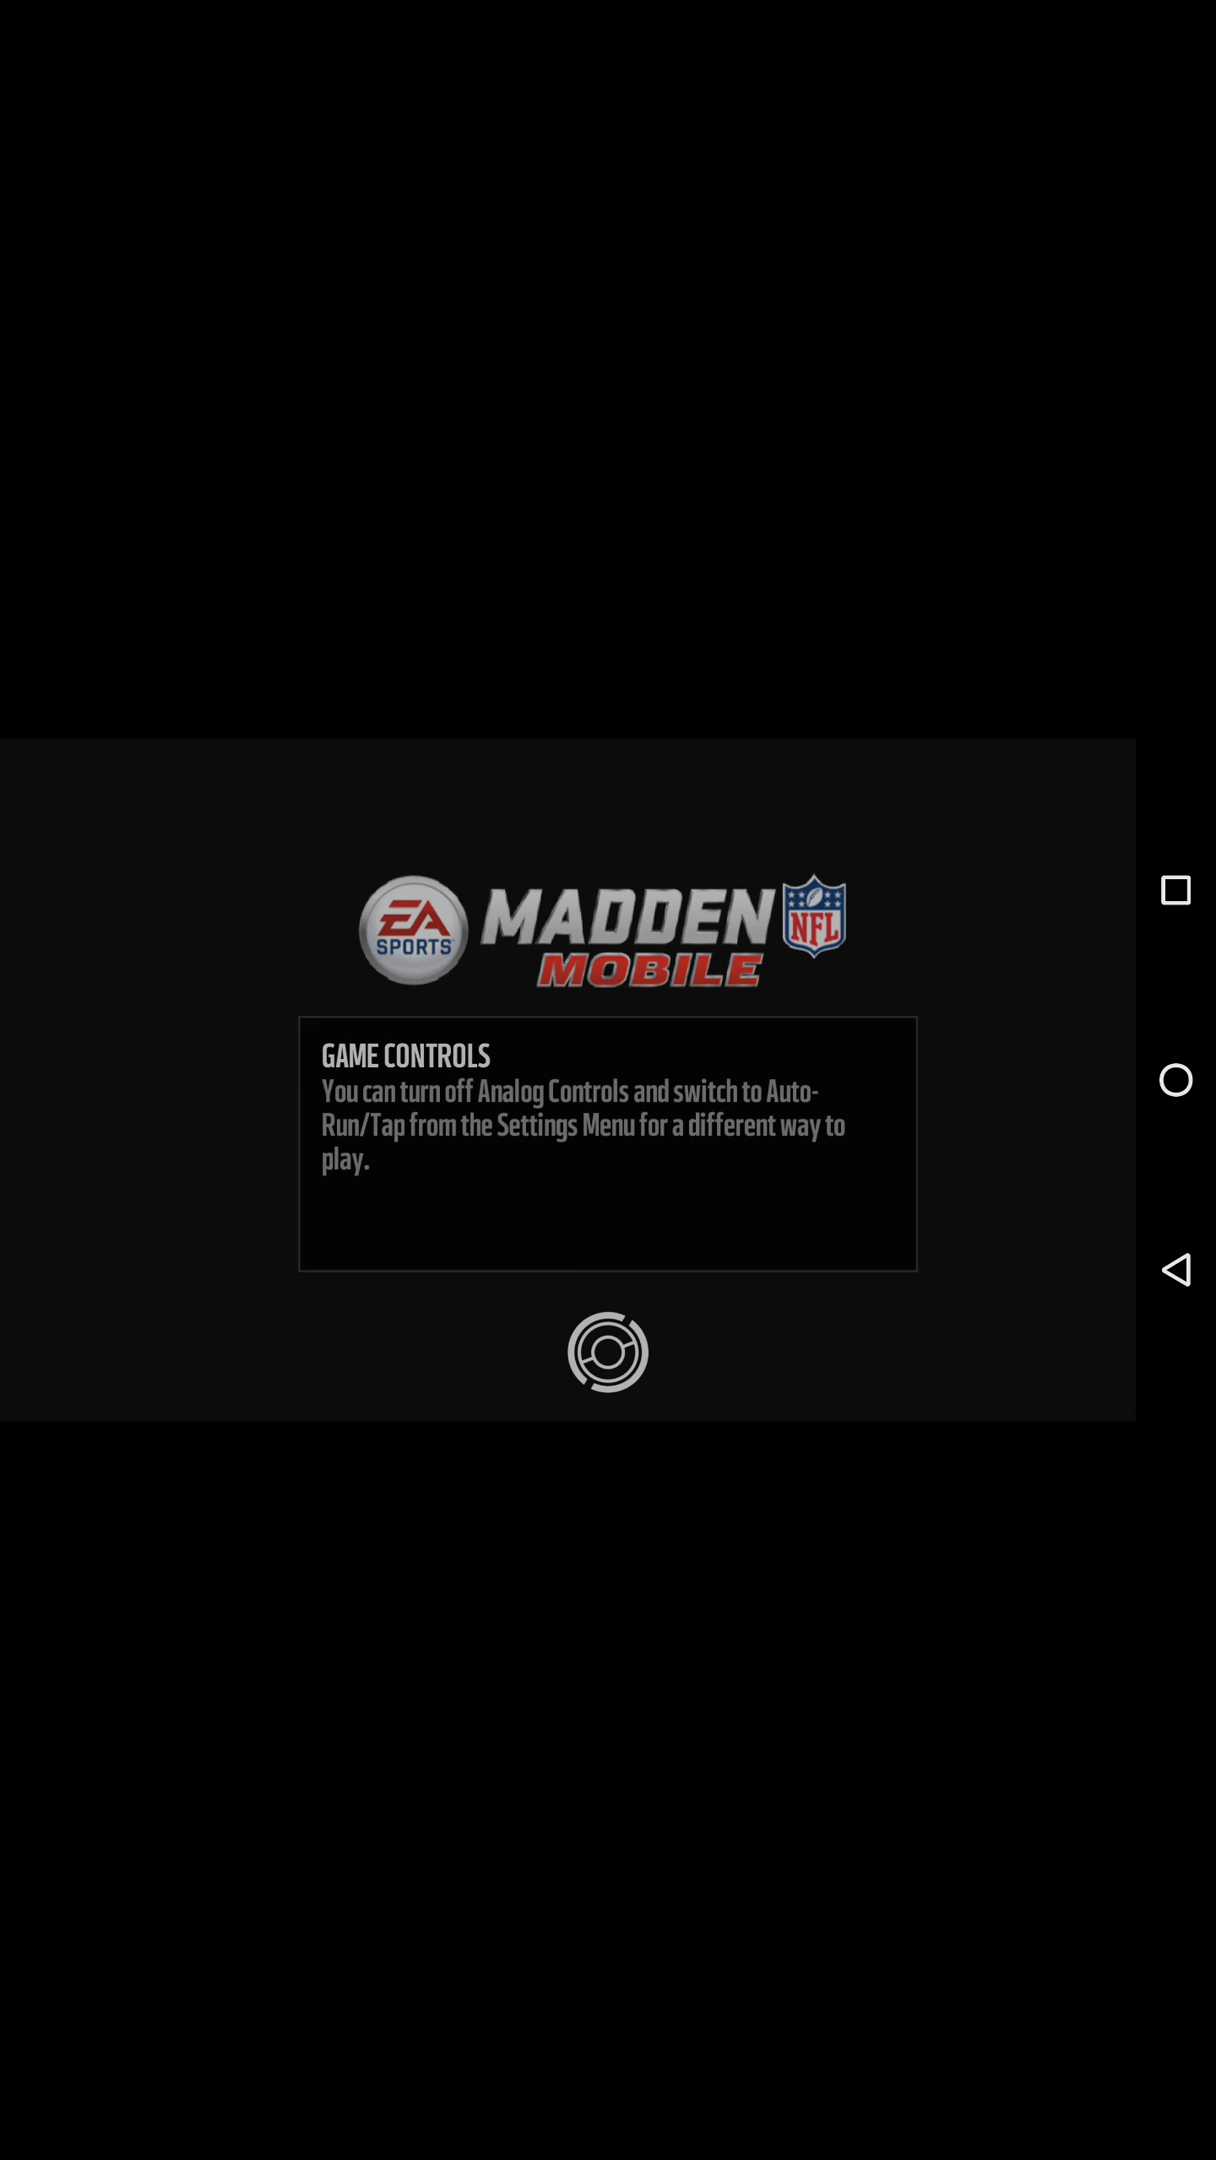 EA
SPORTS
MADDEN
NFL
MOBILE
GAME CONTROLS
You can turn off Analog Controls and switch to Auto-
Run/Tap from the Settings Menu for a different way to
play.